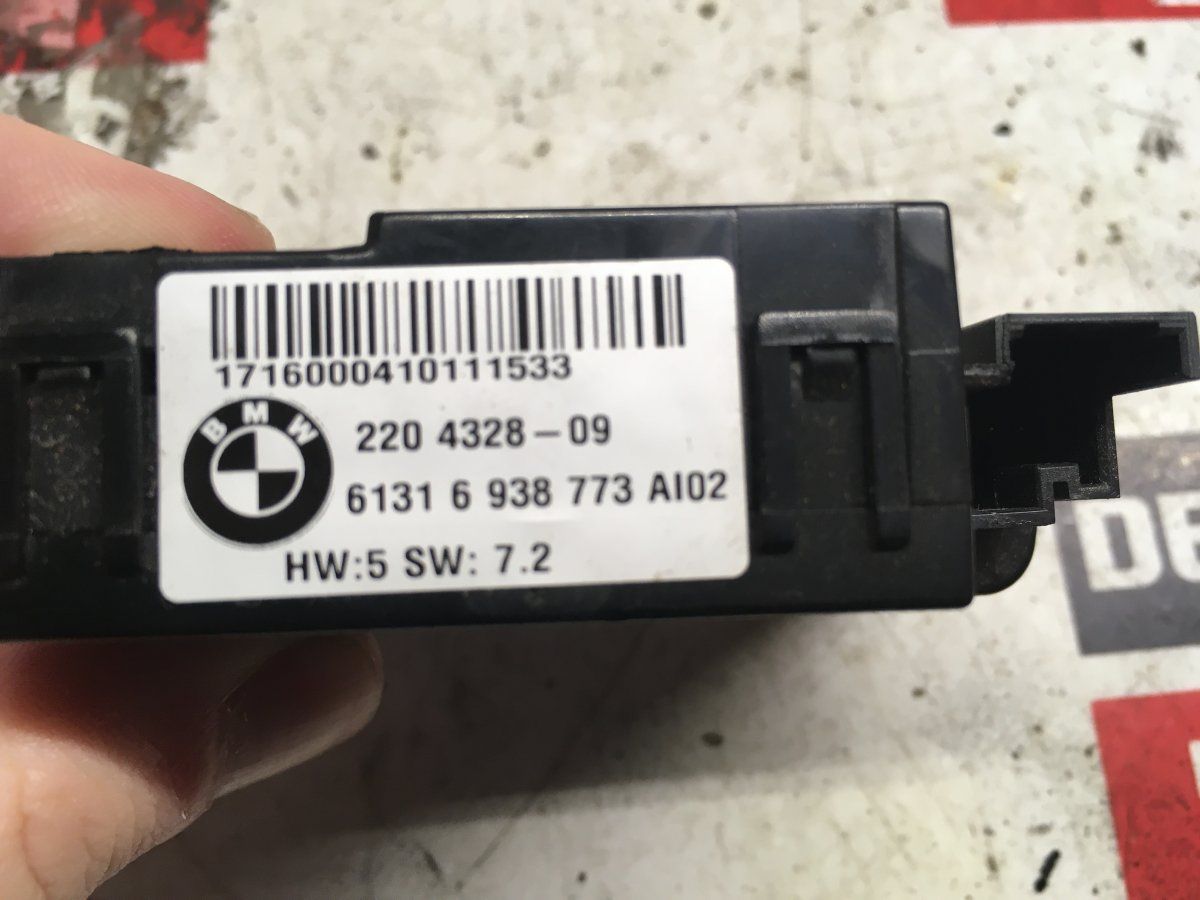 1716000410111533
BMW
220 4328-09
6131 6 938 773 AI02
HW:5 SW: 7.2